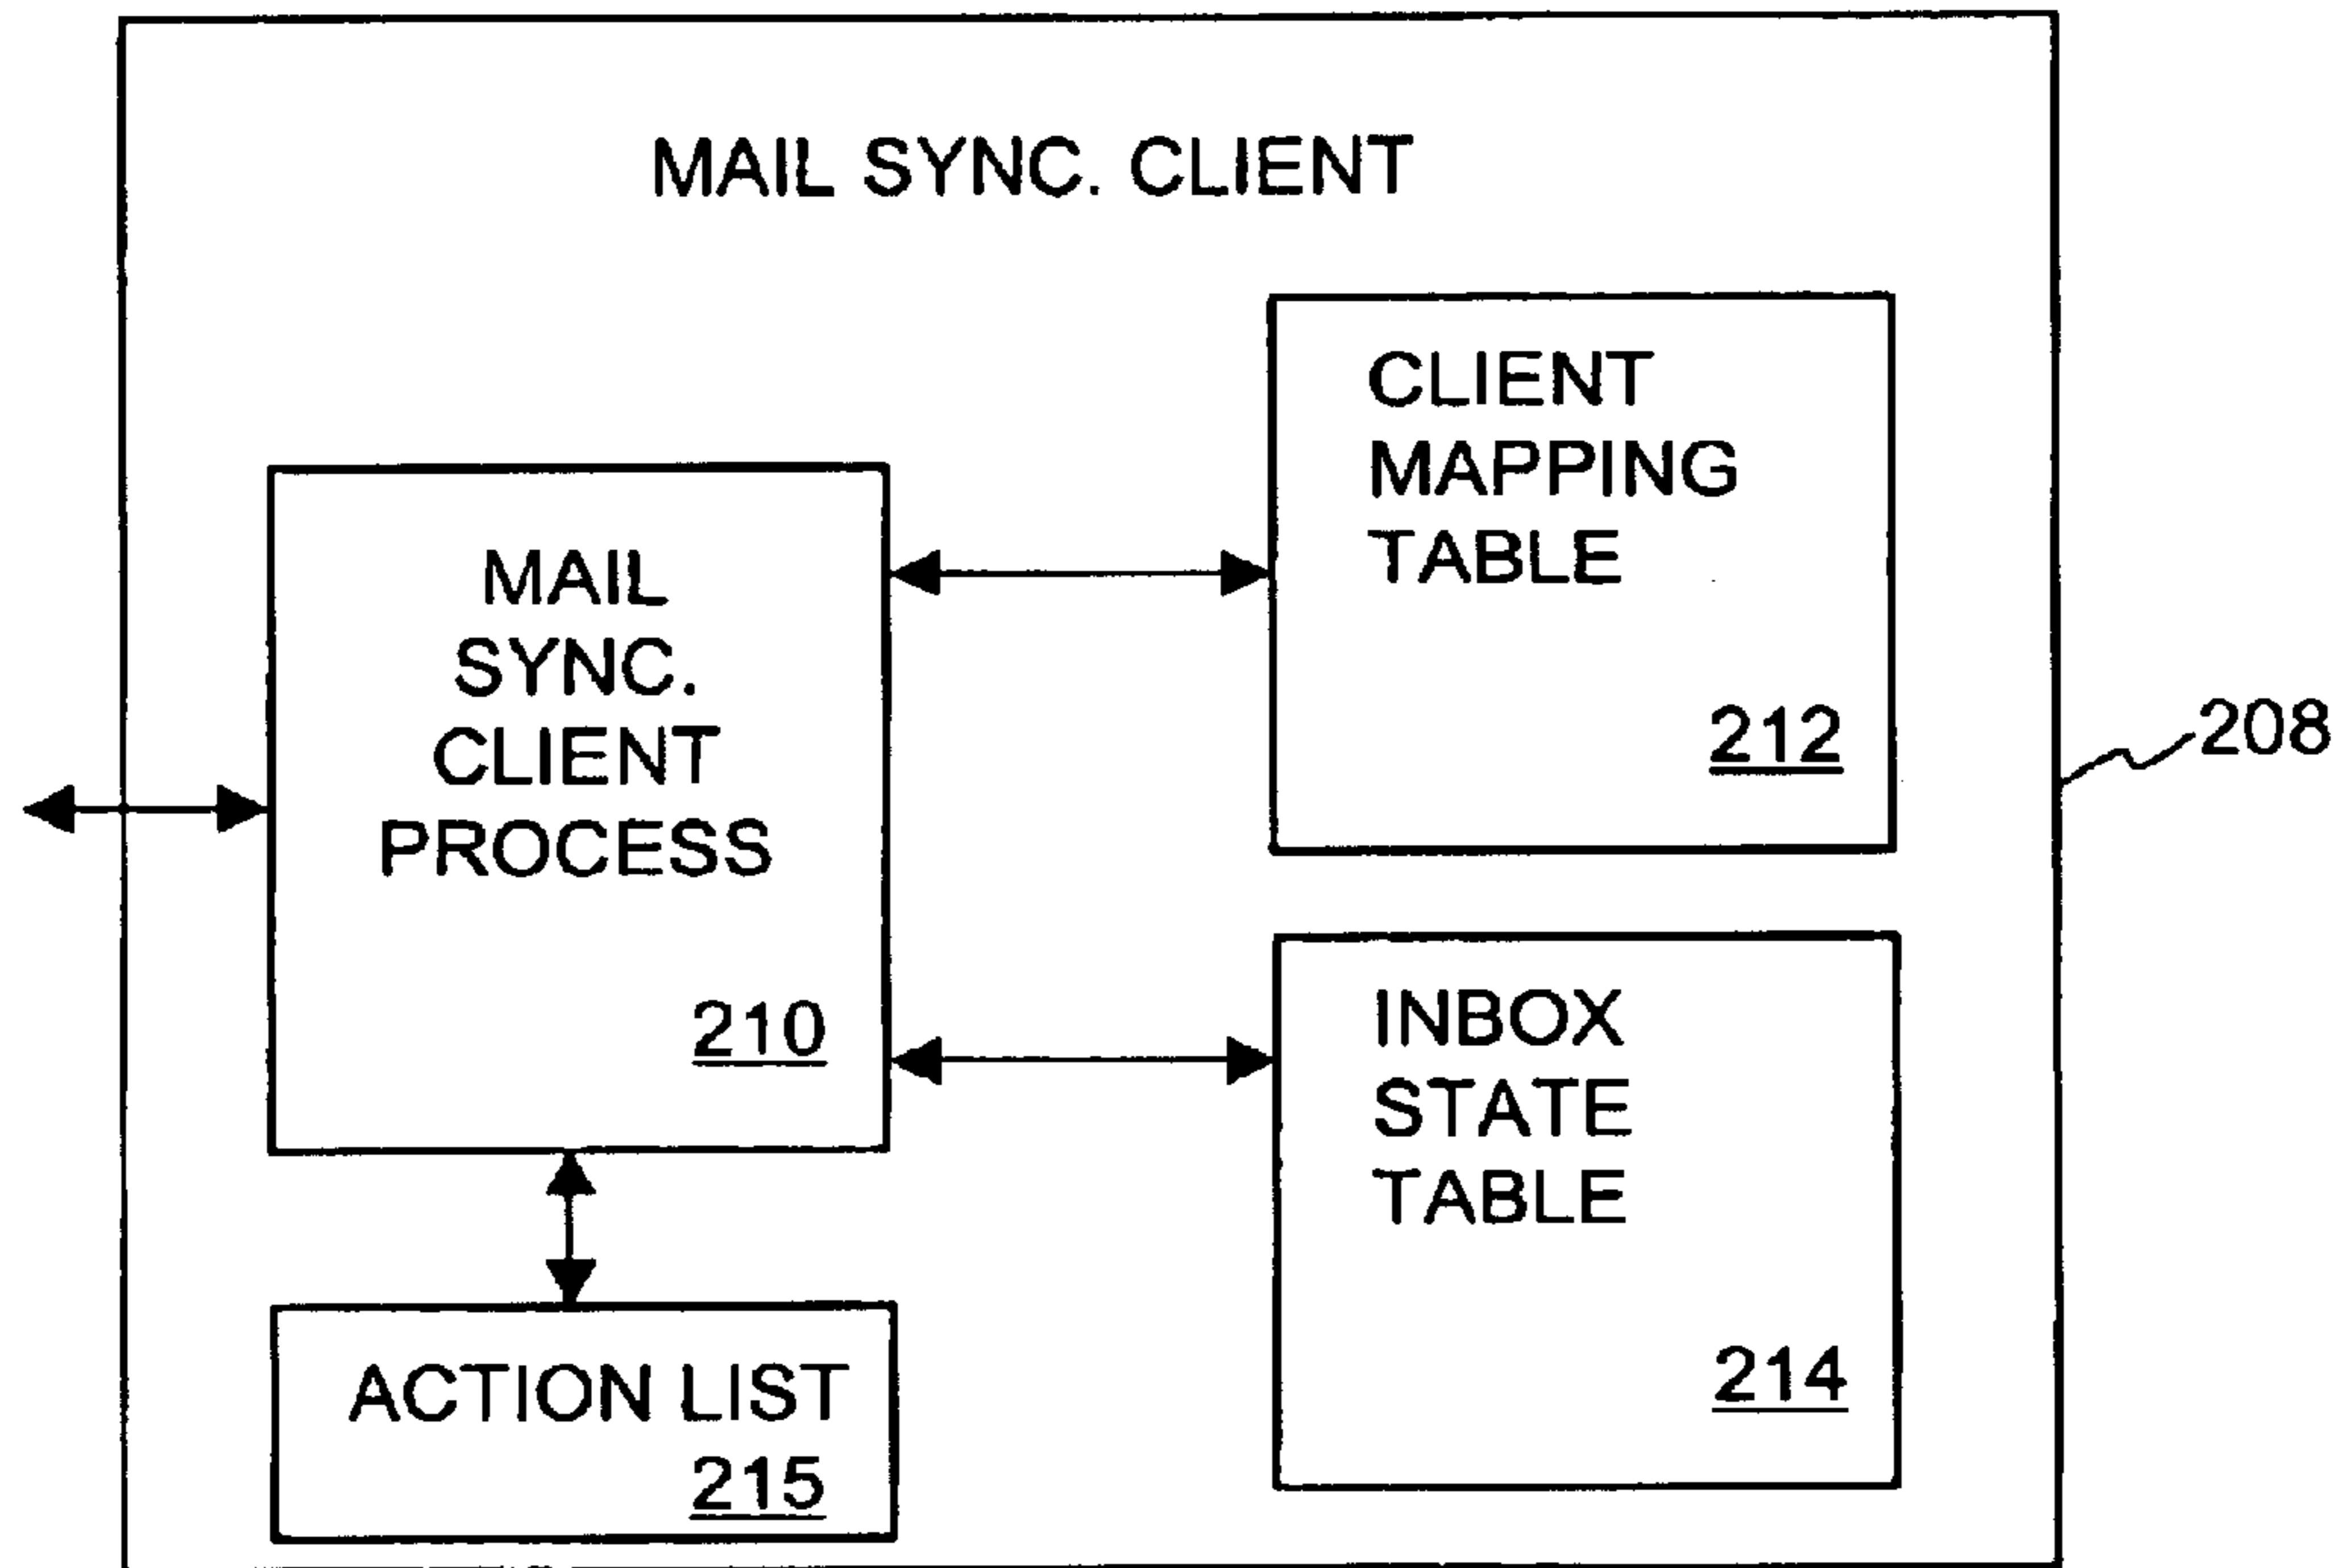 MAIL SYNC. CLIENT
MAIL
SYNC.
CLIENT
PROCESS
210
CLIENT
MAPPING
TABLE
212
208
INBOX
STATE
TABLE
214
ACTION LIST
215